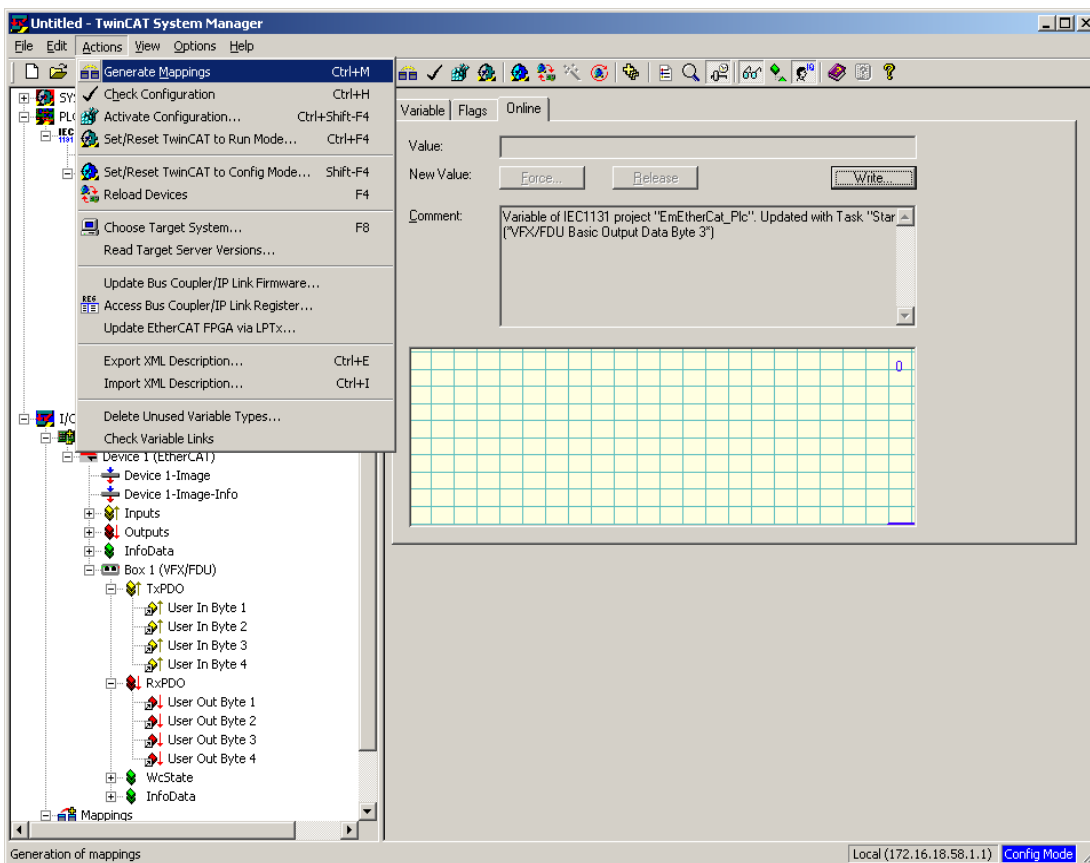 Untitled - TwinCAT System Manager
File Edit Actions View Options Help
Generate Mappings Ctrl+M
Check Configuration Ctrl+H
Activate Configuration... Ctrl+Shift-F4
Set/Reset TwinCAT to Run Mode... Ctrl+F4
Set/Reset TwinCAT to Config Mode... Shift-F4
Reload Devices F4
Choose Target System... F8
Read Target Server Versions...
Update Bus Coupler/IP Link Firmware...
REG
Access Bus Coupler/IP Link Register...
Update EtherCAT FPGA via LPTx...
Export XML Description... Ctrl+E
Import XML Description... Ctrl+I
Delete Unused Variable Types...
Check Variable Links
SY
PL
IEC
1131
I/O
Device 1 (EtherCAT)
Device 1-Image
Device 1-Image-Info
Inputs
Outputs
InfoData
Box 1 (VFX/FDU)
TxPDO
User In Byte 1
User In Byte 2
User In Byte 3
User In Byte 4
RxPDO
User Out Byte 1
User Out Byte 2
User Out Byte 3
User Out Byte 4
WcState
InfoData
Mappings
Variable Flags Online
Value:
New Value: Force... Release Write...
Comment: Variable of IEC1131 project "EmEtherCat_Plc". Updated with Task "Star
("VFX/FDU Basic Output Data Byte 3")
0
Generation of mappings Local (172.16.18.58.1.1) Config Mode